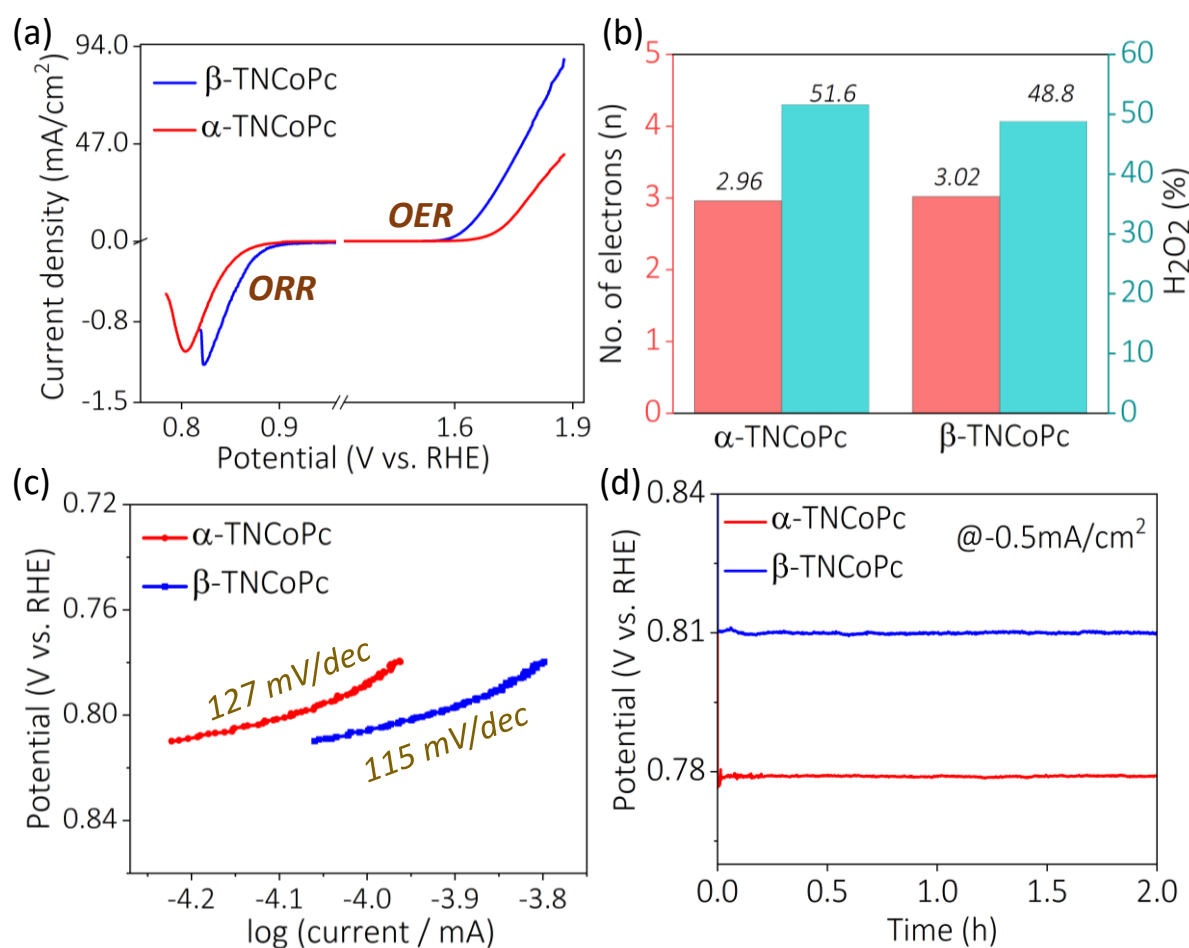 (a)
94.0
47.0
0.0
-0.8
-1.5
Current density (mA/cm²)
β-TNCoPc
α-TNCoPc
OER
ORR
0.8
0.9
1.6
1.9
Potential (V vs. RHE)
(b)
5
4
3
2
1
0
No. of electrons (n)
2.96
51.6
3.02
48.8
60
50
40
30
20
10
0
H2O2 (%)
α-TNCoPc
β-TNCoPc
(c)
0.72
0.76
0.80
0.84
Potential (V vs. RHE)
α-TNCoPc
β-TNCoPc
127 mV/dec
115 mV/dec
-4.2
-4.1
-4.0
-3.9
-3.8
log (current / mA)
(d)
0.84
0.81
0.78
Potential (V vs. RHE)
α-TNCoPc
β-TNCoPc
@-0.5mA/cm²
0.0
0.5
1.0
1.5
2.0
Time (h)